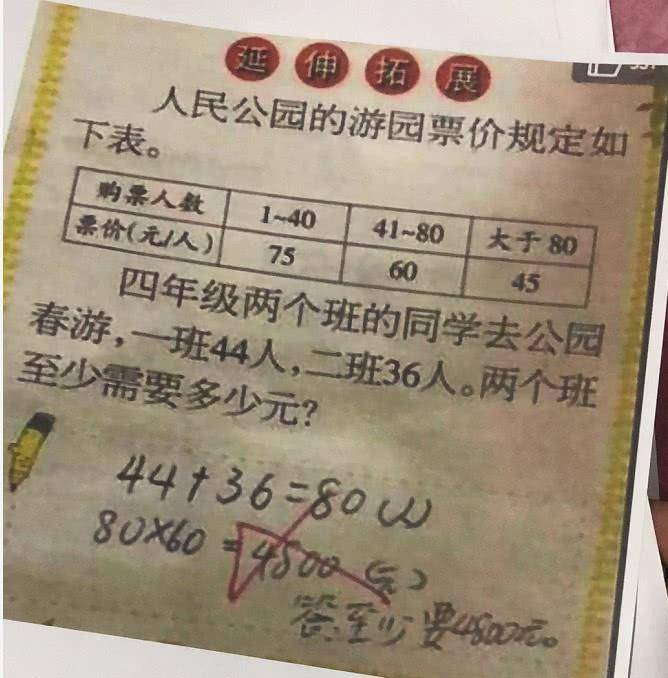 延伸拓展
人民公园的游园票价规定如
下表。
购票人数 1~40 41~80 大于80
票价(元/人) 75 60 45
四年级两个班的同学去公园
春游,一班44人,二班36人。两个班
至少需要多少元?
44+36=80(人)
80×60=4800(元)
答:至少要4800元。